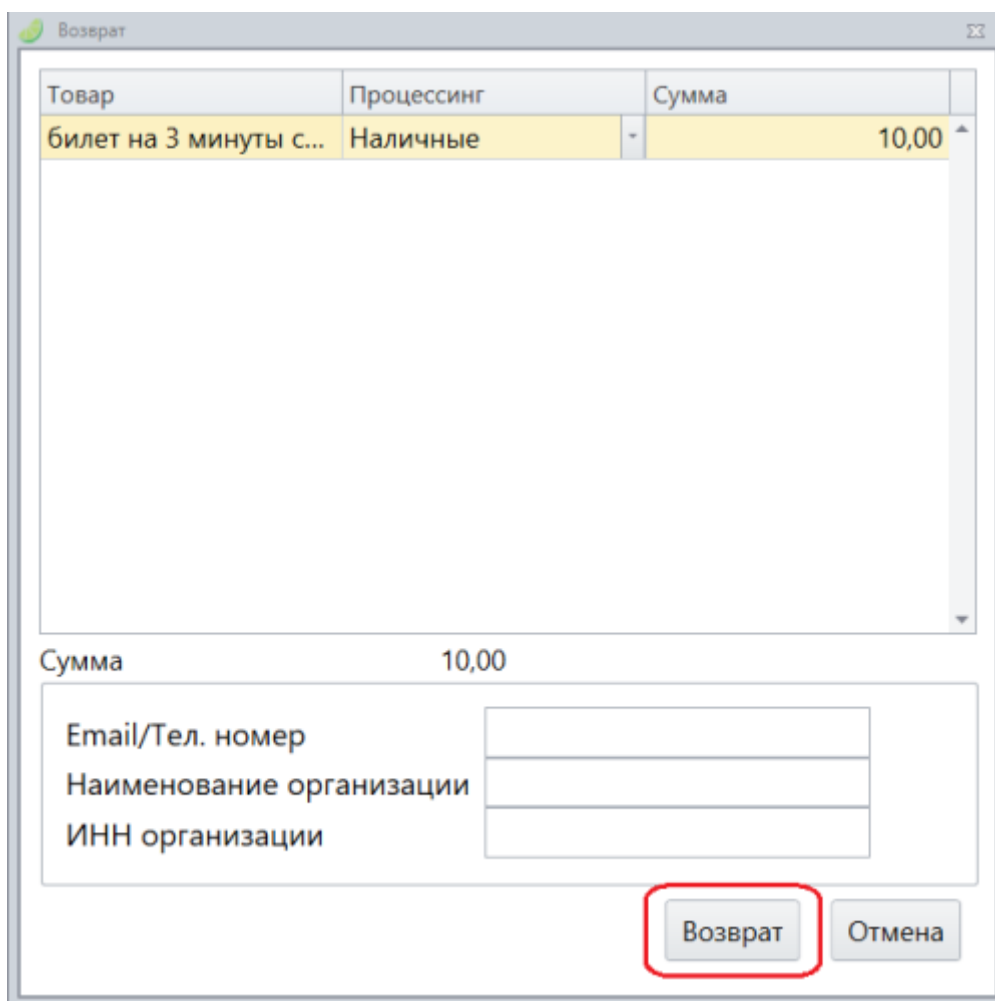 Возврат
Товар Процессинг Сумма
билет на 3 минуты с... Наличные 10,00
Сумма 10,00
Email/Тел. номер
Наименование организации
ИНН организации
Возврат Отмена